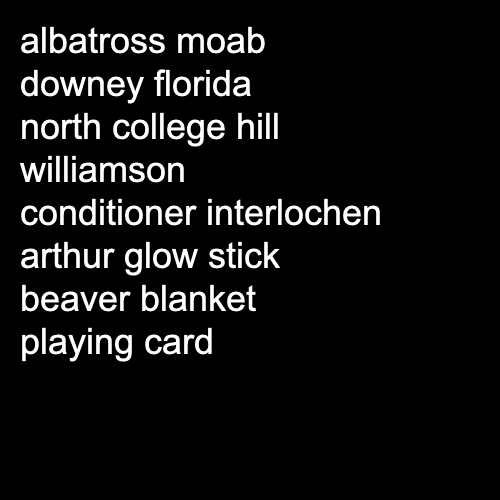 albatross moab
downey florida
north college hill
williamson
conditioner interlochen
arthur glow stick
beaver blanket
playing card